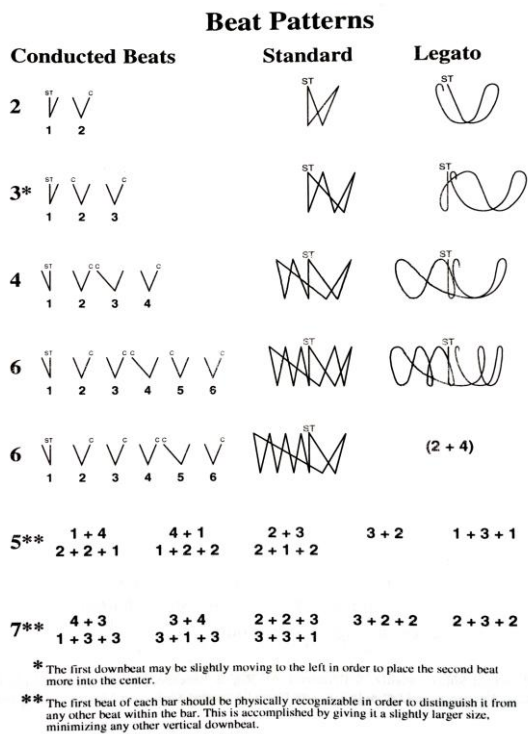 Beat Patterns
Conducted Beats Standard Legato
2 ST C ST ST
1 2
3* ST C C ST ST
1 2 3
4 ST C C C ST ST
1 2 3 4
6 ST C C C C C ST ST
1 2 3 4 5 6
6 ST C C C C C ST (2 + 4)
1 2 3 4 5 6
5** 1 + 4 4 + 1 2 + 3 3 + 2 1 + 3 + 1
2 + 2 + 1 1 + 2 + 2 2 + 1 + 2
7** 4 + 3 3 + 4 2 + 2 + 3 3 + 2 + 2 2 + 3 + 2
1 + 3 + 3 3 + 1 + 3 3 + 3 + 1
* The first downbeat may be slightly moving to the left in order to place the second beat
more into the center.
** The first beat of each bar should be physically recognizable in order to distinguish it from
any other beat within the bar. This is accomplished by giving it a slightly larger size,
minimizing any other vertical downbeat.